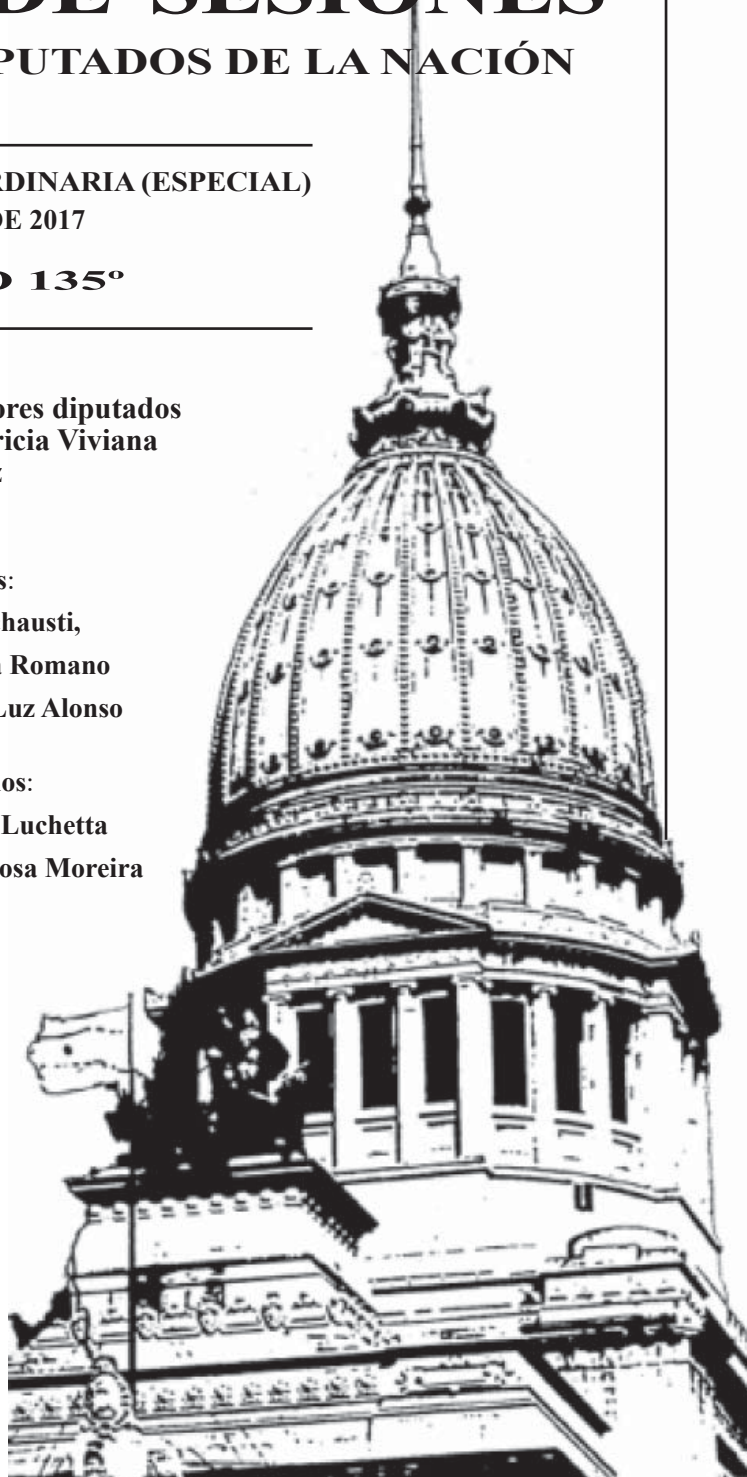 DE SESIONES
PUTADOS DE LA NACIÓN
RDINARIA (ESPECIAL)
DE 2017
O 135º
ores diputados
ricia Viviana
z
s:
hausti,
a Romano
Luz Alonso
ios:
Luchetta
osa Moreira